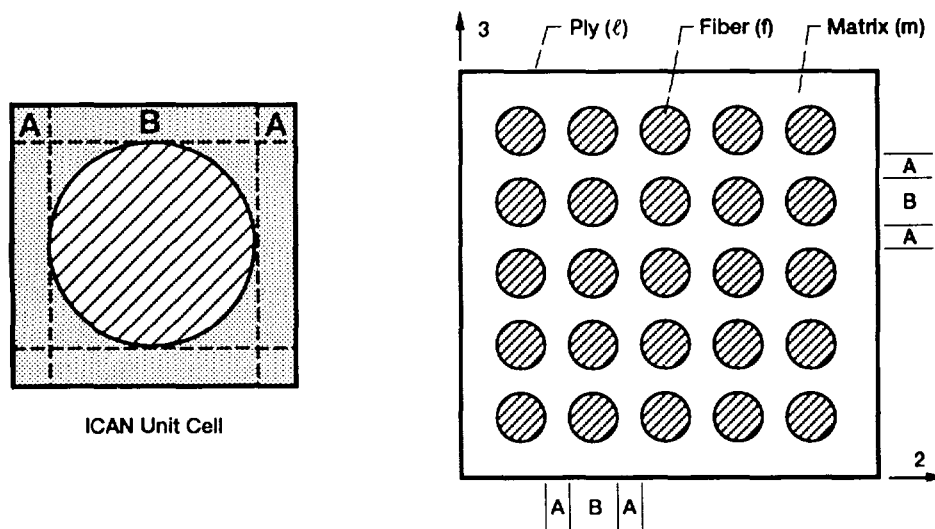 A B A
ICAN Unit Cell
3
Ply (ℓ)
Fiber (f)
Matrix (m)
A
B
A
2
A B A